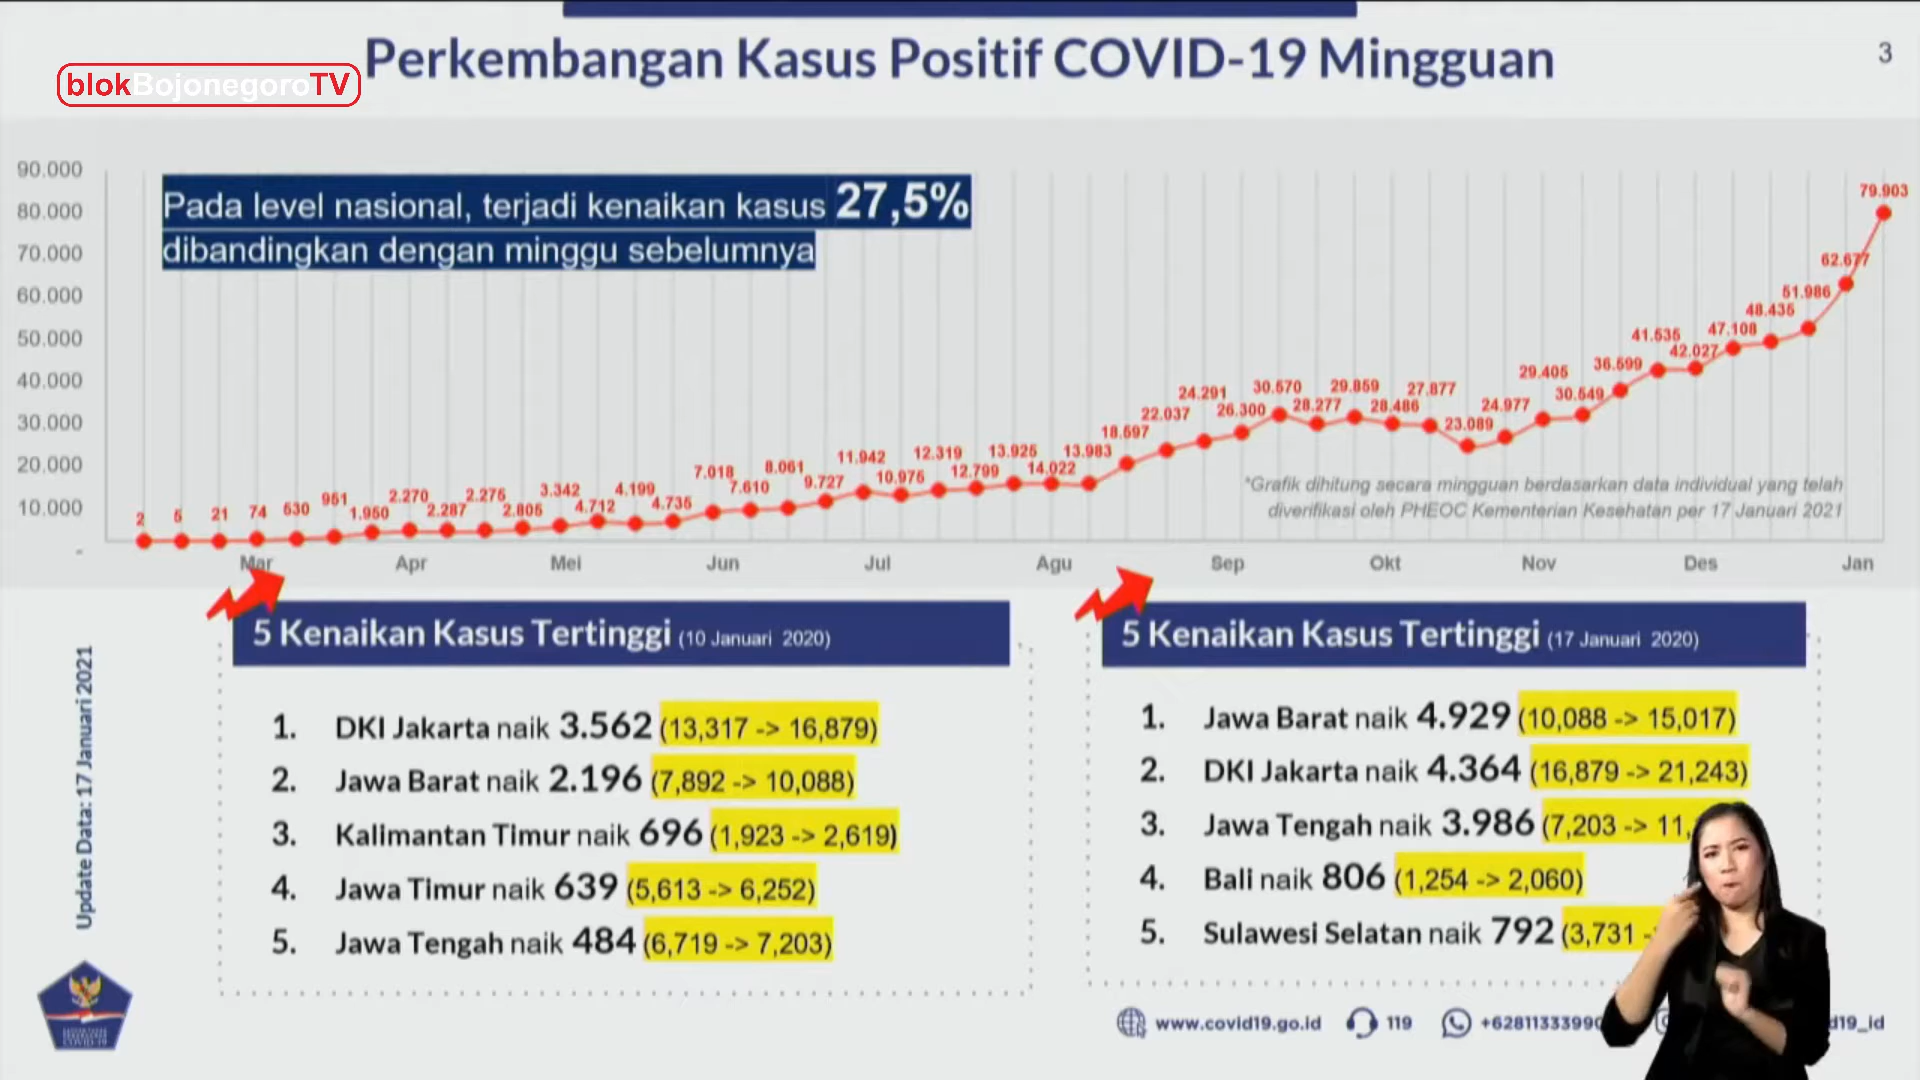 Perkembangan Kasus Positif COVID-19 Mingguan
3
blokBojonegoroTV
90.000
80.000
70.000
60.000
50.000
40.000
30.000
20.000
10.000
-
Pada level nasional, terjadi kenaikan kasus 27,5%
dibandingkan dengan minggu sebelumnya
2
5
21
74
630
961
1.950
2.270
2.287
2.276
2.805
3.342
4.712
4.199
4.735
7.018
7.610
8.061
9.727
11.942
10.976
12.319
12.799
13.925
14.022
13.983
18.697
22.037
24.291
26.300
30.670
28.277
29.859
28.486
27.877
23.089
24.977
29.405
30.549
36.599
41.535
42.027
47.108
48.435
51.986
62.677
79.903
*Grafik dihitung secara mingguan berdasarkan data individual yang telah
diverifikasi oleh PHEOC Kementerian Kesehatan per 17 Januari 2021
Mar Apr Mei Jun Jul Agu Sep Okt Nov Des Jan
Update Data: 17 Januari 2021
5 Kenaikan Kasus Tertinggi (10 Januari 2020)
1. DKI Jakarta naik 3.562 (13,317 -> 16,879)
2. Jawa Barat naik 2.196 (7,892 -> 10,088)
3. Kalimantan Timur naik 696 (1,923 -> 2,619)
4. Jawa Timur naik 639 (5,613 -> 6,252)
5. Jawa Tengah naik 484 (6,719 -> 7,203)
5 Kenaikan Kasus Tertinggi (17 Januari 2020)
1. Jawa Barat naik 4.929 (10,088 -> 15,017)
2. DKI Jakarta naik 4.364 (16,879 -> 21,243)
3. Jawa Tengah naik 3.986 (7,203 -> 11,
4. Bali naik 806 (1,254 -> 2,060)
5. Sulawesi Selatan naik 792 (3,731 -
COVID-19
www.covid19.go.id
119
+6281133399
d19_id